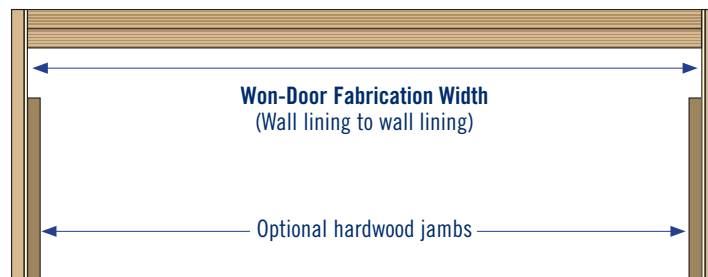 Won-Door Fabrication Width
(Wall lining to wall lining)
Optional hardwood jambs